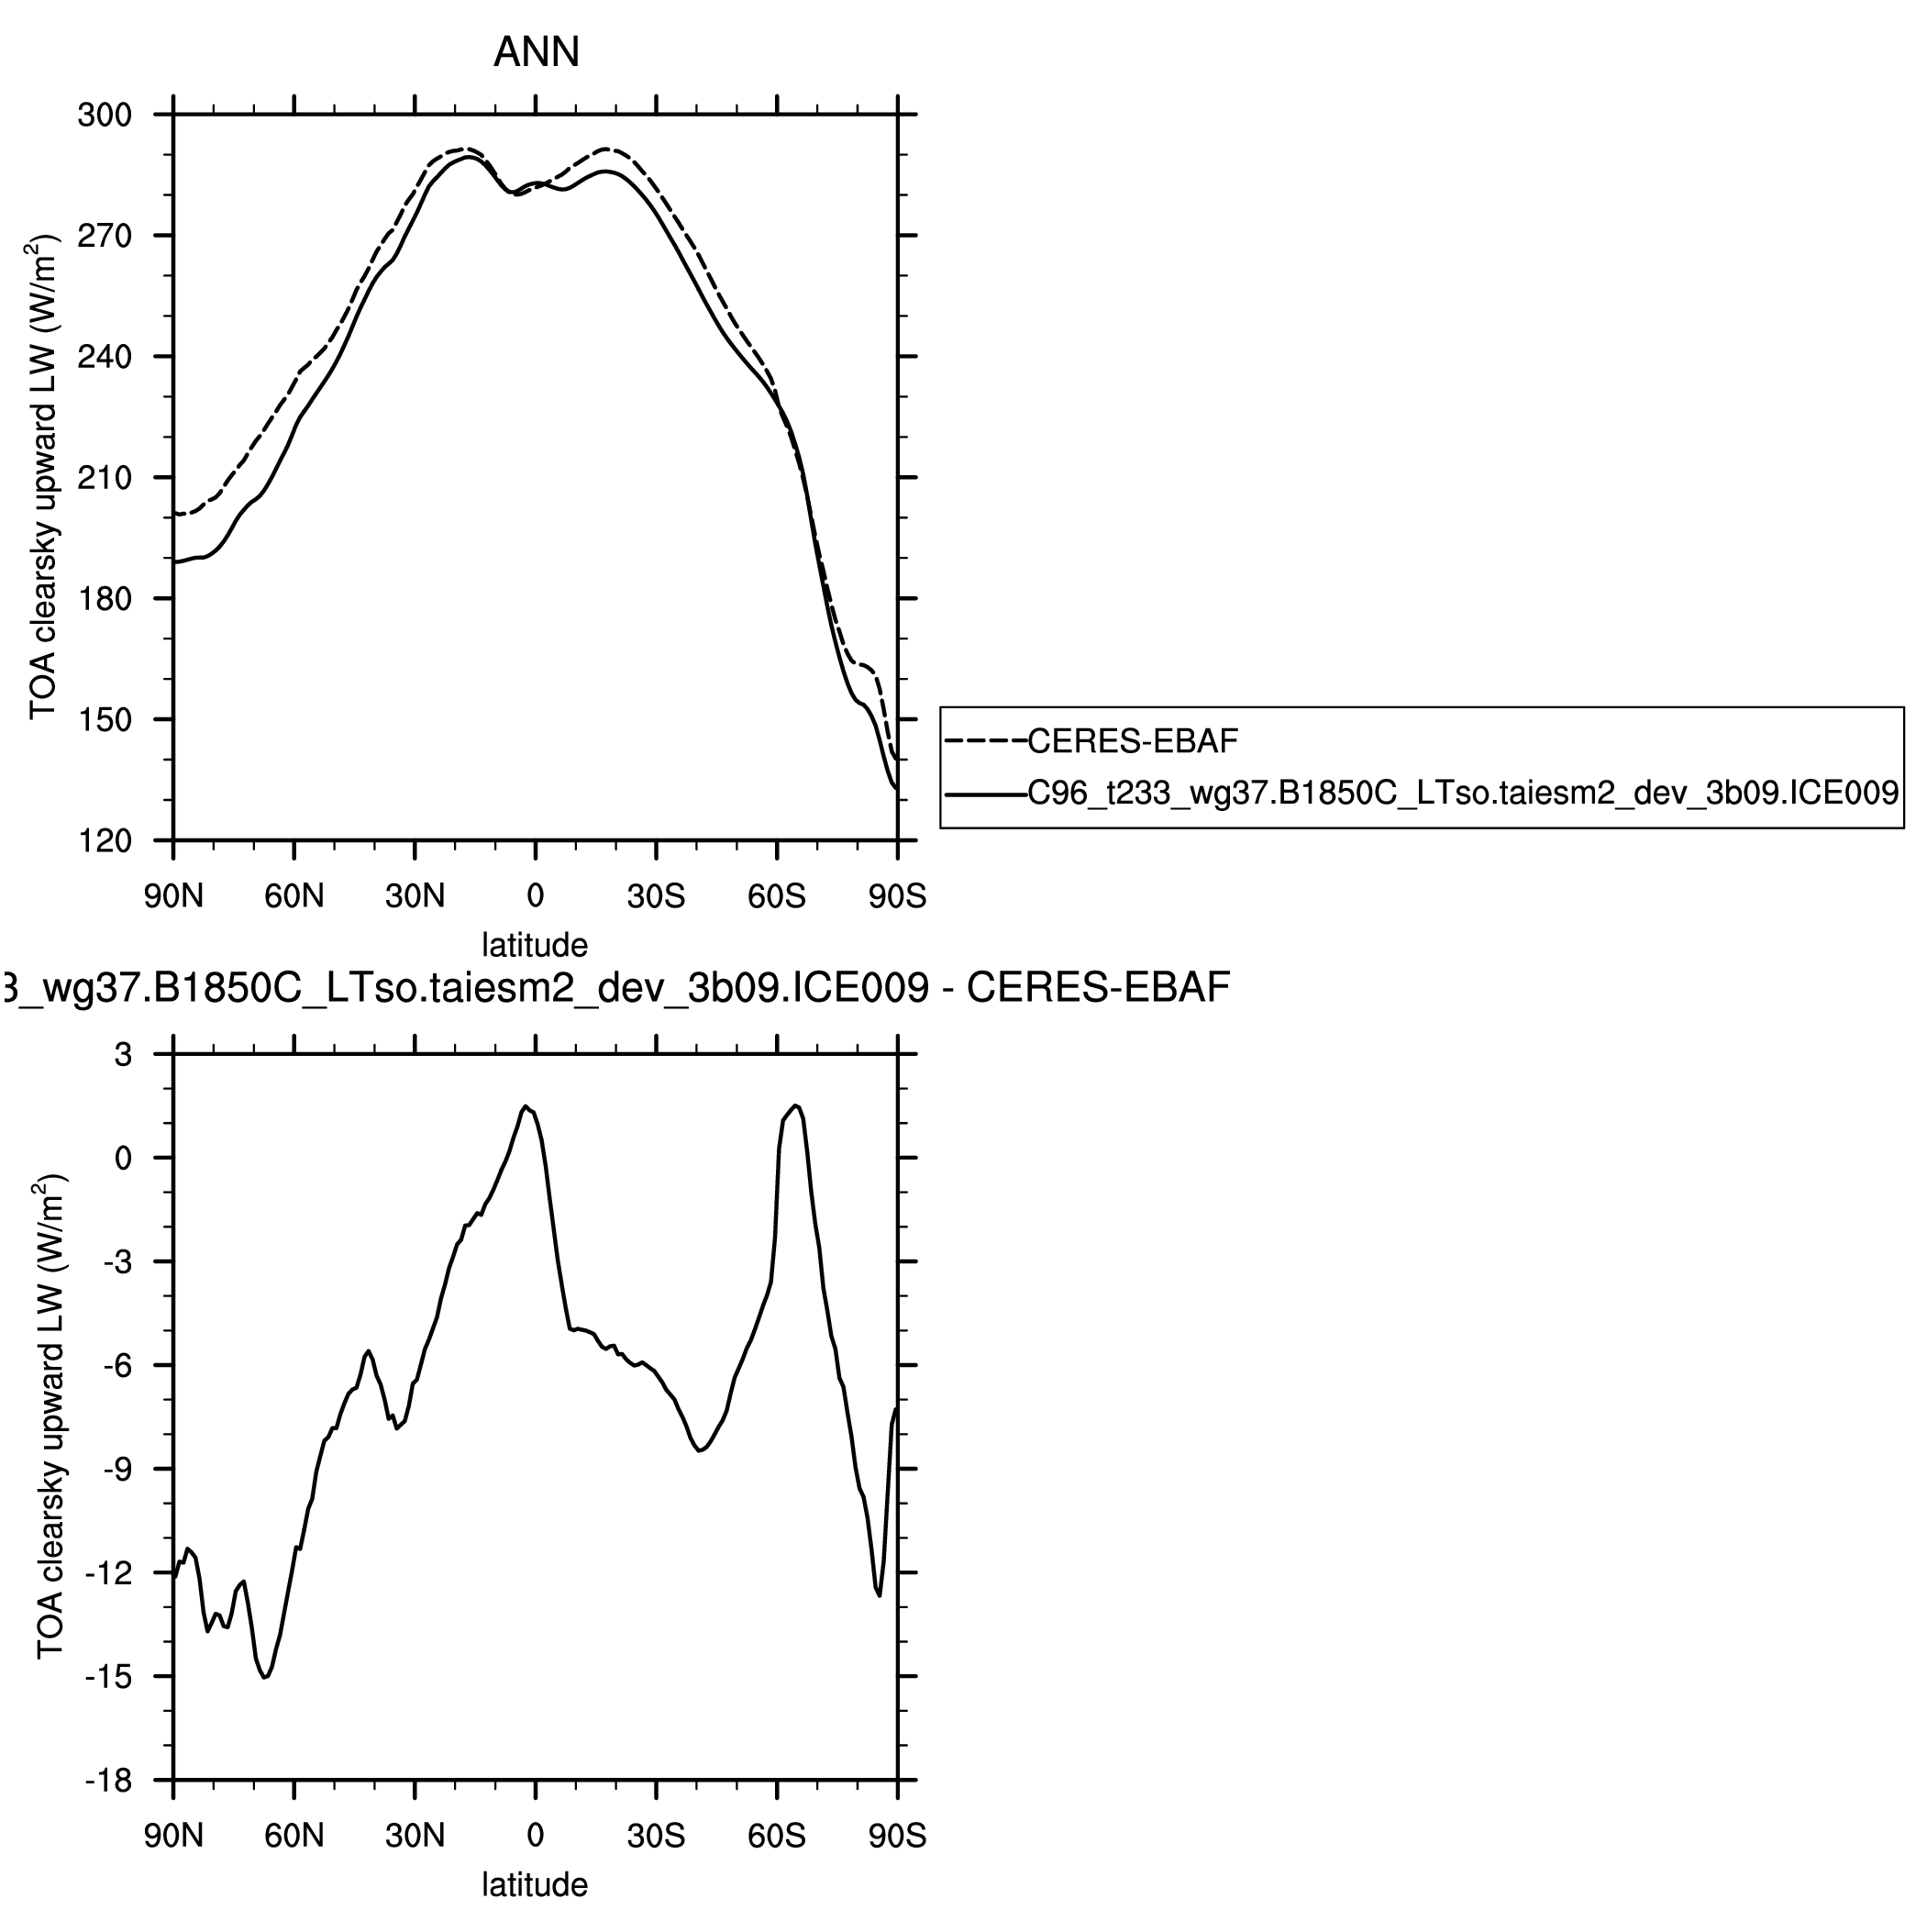 ANN
TOA clearsky upward LW (W/m²)
300
270
240
210
180
150
120
90N 60N 30N 0 30S 60S 90S
latitude
CERES-EBAF
C96_t233_wg37.B1850C_LTso.taiesm2_dev_3b09.ICE009
3_wg37.B1850C_LTso.taiesm2_dev_3b09.ICE009 - CERES-EBAF
TOA clearsky upward LW (W/m²)
3
0
-3
-6
-9
-12
-15
-18
90N 60N 30N 0 30S 60S 90S
latitude